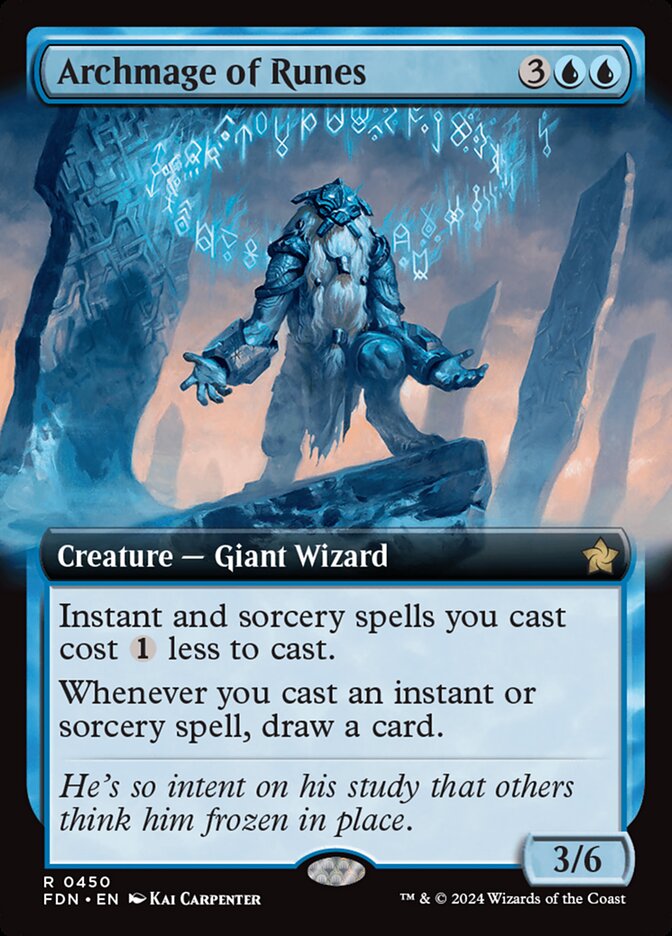 Archmage of Runes 3
Creature — Giant Wizard
Instant and sorcery spells you cast
cost 1 less to cast.
Whenever you cast an instant or
sorcery spell, draw a card.
He's so intent on his study that others
think him frozen in place.
3/6
R 0450
FDN • EN Kai Carpenter
™ & © 2024 Wizards of the Coast